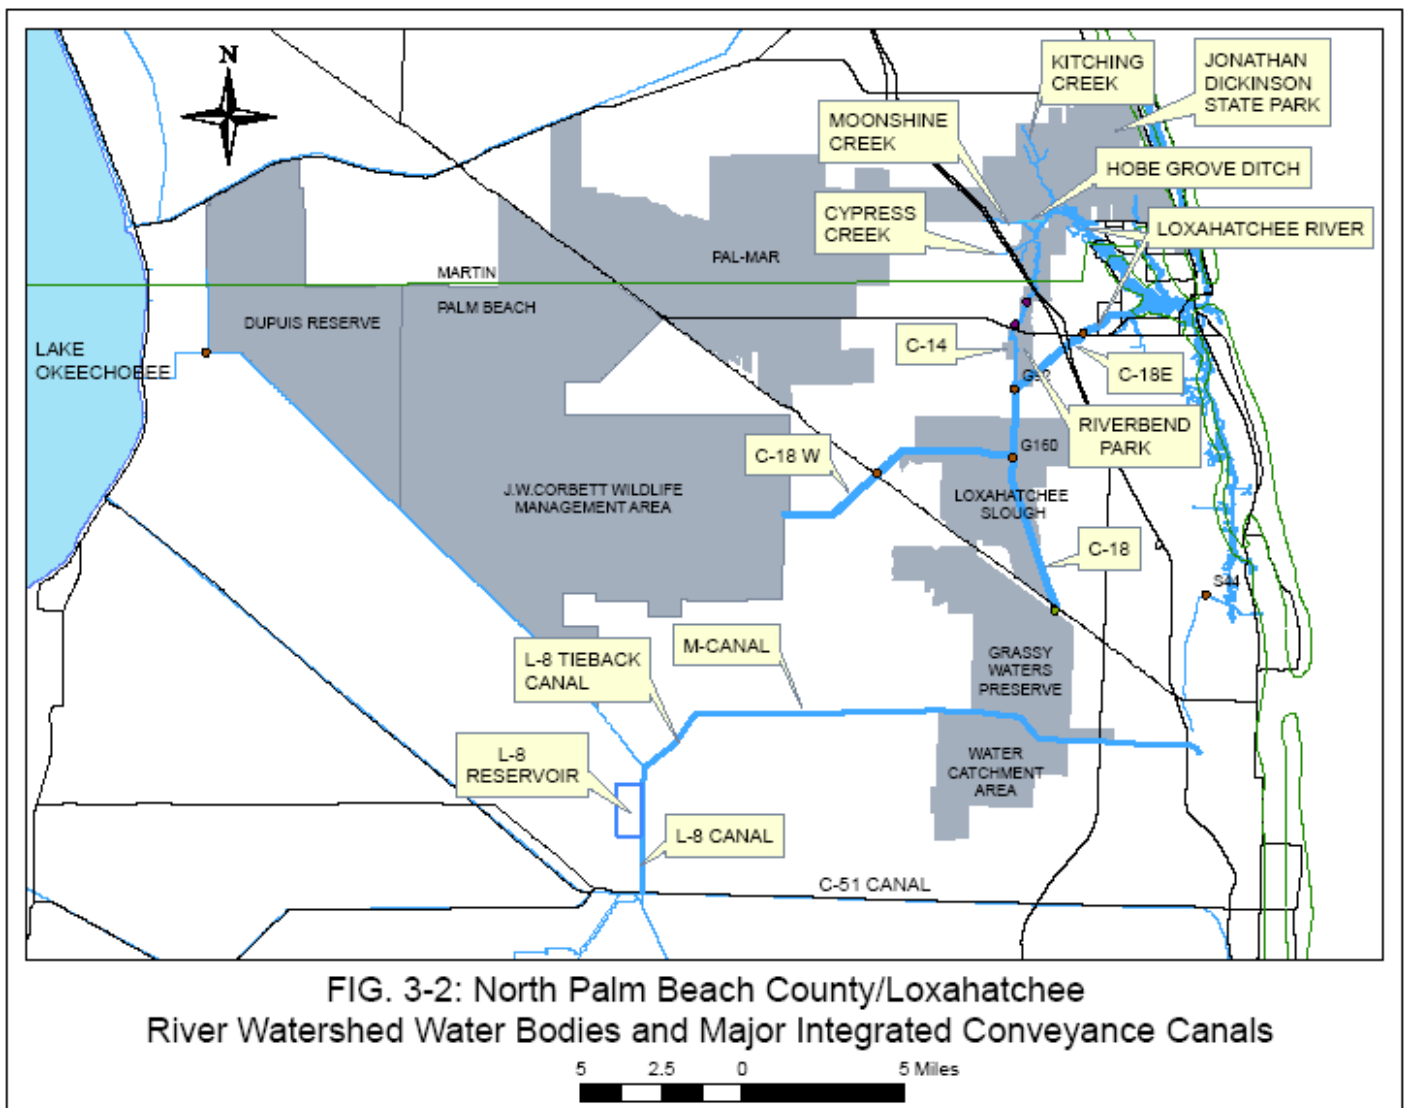 N
KITCHING
CREEK
JONATHAN
DICKINSON
STATE PARK
MOONSHINE
CREEK
HOBE GROVE DITCH
CYPRESS
CREEK
LOXAHATCHEE RIVER
PAL-MAR
MARTIN
PALM BEACH
DUPUIS RESERVE
LAKE
OKEECHOBEE
C-14
C-18E
RIVERBEND
PARK
G160
C-18 W
J.W.CORBETT WILDLIFE
MANAGEMENT AREA
LOXAHATCHEE
SLOUGH
C-18
S44
L-8 TIEBACK
CANAL
M-CANAL
GRASSY
WATERS
PRESERVE
L-8
RESERVOIR
WATER
CATCHMENT
AREA
L-8 CANAL
C-51 CANAL
FIG. 3-2: North Palm Beach County/Loxahatchee
River Watershed Water Bodies and Major Integrated Conveyance Canals
5 2.5 0 5 Miles